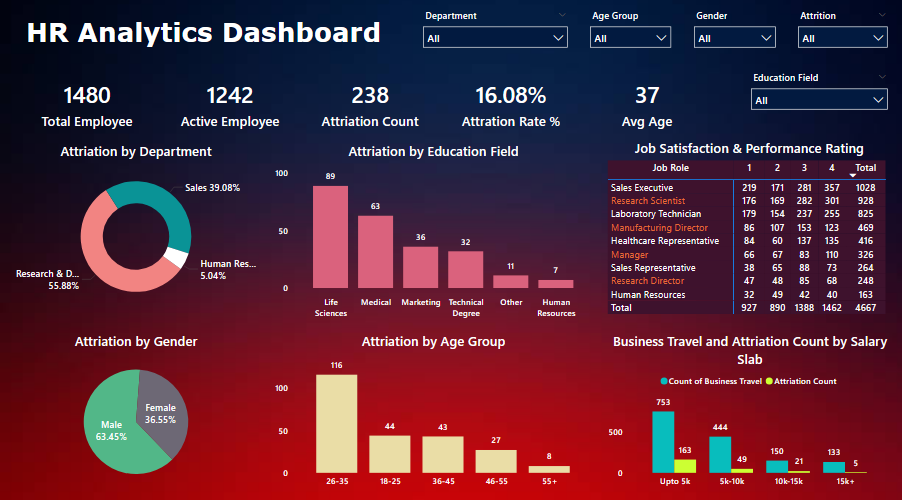 HR Analytics Dashboard
Department
All
Age Group
All
Gender
All
Attrition
All
Education Field
All
1480
Total Employee
1242
Active Employee
238
Attriation Count
16.08%
Attration Rate %
37
Avg Age
Attriation by Department
Sales 39.08%
Human Res...
5.04%
Research & D...
55.88%
Attriation by Education Field
100
50
0
89
63
36
32
11
7
Life Sciences
Medical
Marketing
Technical Degree
Other
Human Resources
Job Satisfaction & Performance Rating
Job Role 1 2 3 4 Total
Sales Executive 219 171 281 357 1028
Research Scientist 176 169 282 301 928
Laboratory Technician 179 154 237 255 825
Manufacturing Director 86 107 153 123 469
Healthcare Representative 84 60 137 135 416
Manager 66 67 83 110 326
Sales Representative 38 65 88 73 264
Research Director 47 48 85 68 248
Human Resources 32 49 42 40 163
Total 927 890 1388 1462 4667
Attriation by Gender
Female
36.55%
Male
63.45%
Attriation by Age Group
100
50
0
116
44
43
27
8
26-35
18-25
36-45
46-55
55+
Business Travel and Attriation Count by Salary
Slab
Count of Business Travel Attriation Count
500
0
753
163
444
49
150
21
133
5
Upto 5k
5k-10k
10k-15k
15k+